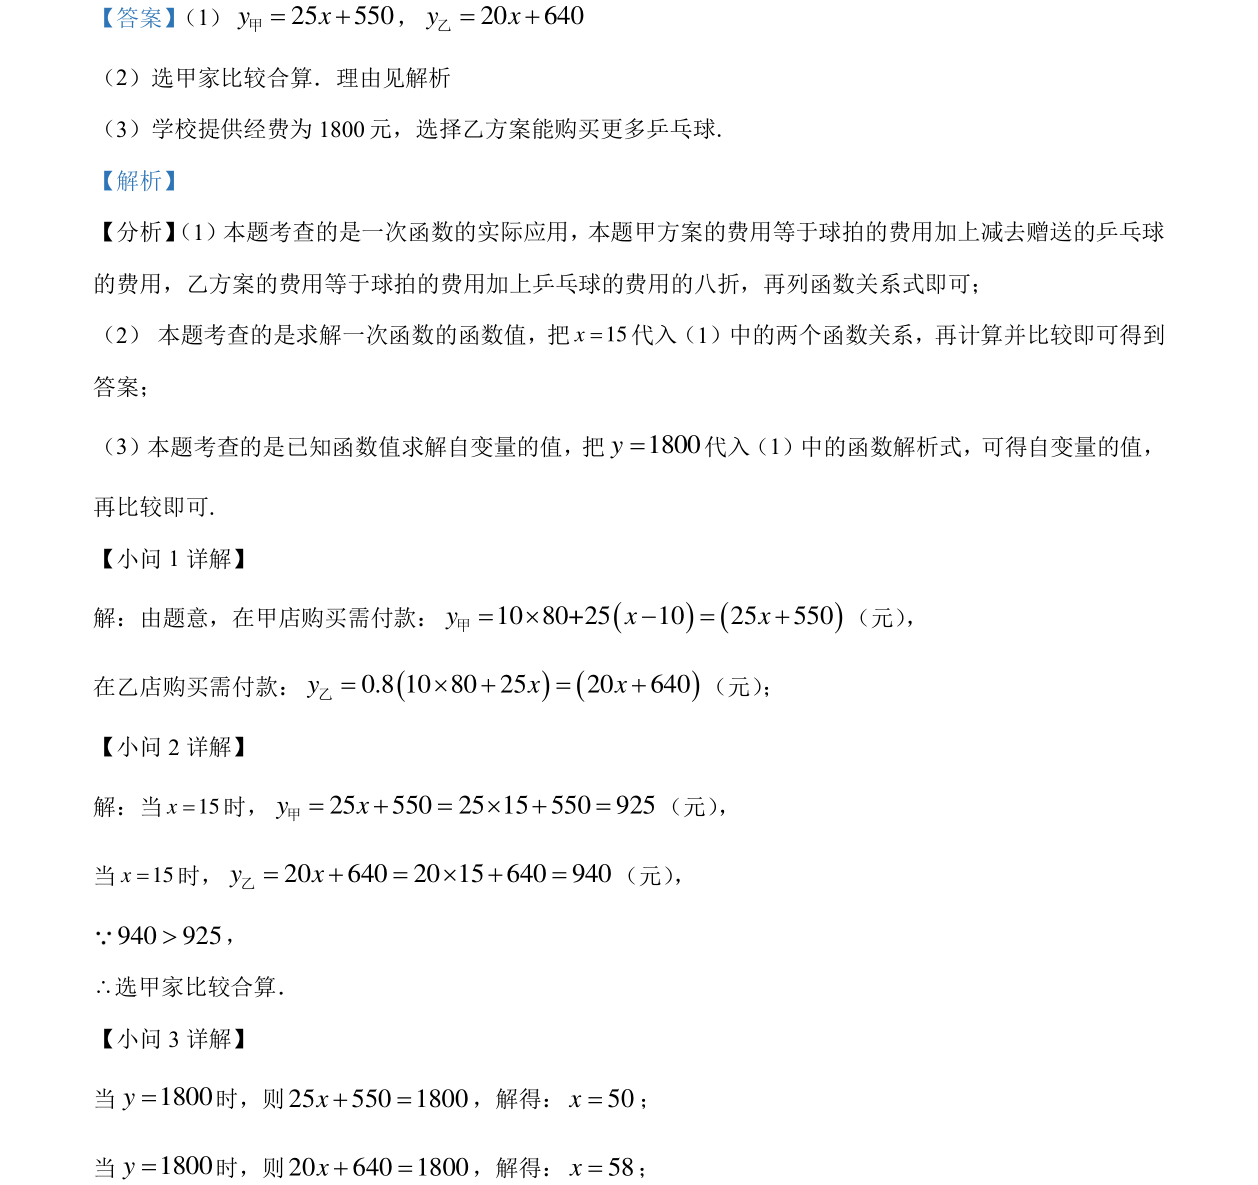 【答案】（1） y甲 = 25x + 550， y乙 = 20x + 640
（2）选甲家比较合算．理由见解析
（3）学校提供经费为 1800 元，选择乙方案能购买更多乒乓球.
【解析】
【分析】（1）本题考查的是一次函数的实际应用，本题甲方案的费用等于球拍的费用加上减去赠送的乒乓球
的费用，乙方案的费用等于球拍的费用加上乒乓球的费用的八折，再列函数关系式即可；
（2） 本题考查的是求解一次函数的函数值，把 x = 15 代入（1）中的两个函数关系，再计算并比较即可得到
答案；
（3）本题考查的是已知函数值求解自变量的值，把 y = 1800 代入（1）中的函数解析式，可得自变量的值，
再比较即可.
【小问 1 详解】
解：由题意，在甲店购买需付款： y甲 = 10×80+25(x−10) = (25x + 550)（元），
在乙店购买需付款： y乙 = 0.8(10×80 + 25x) = (20x + 640)（元）；
【小问 2 详解】
解：当 x = 15 时， y甲 = 25x + 550 = 25×15 + 550 = 925（元），
当 x = 15 时， y乙 = 20x + 640 = 20×15 + 640 = 940（元），
∵ 940 > 925，
∴选甲家比较合算．
【小问 3 详解】
当 y = 1800 时，则 25x + 550 = 1800，解得： x = 50；
当 y = 1800 时，则 20x + 640 = 1800，解得： x = 58；